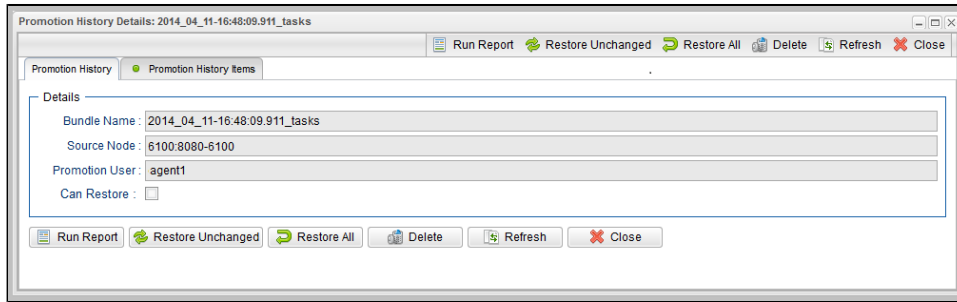 Promotion History Details: 2014_04_11-16:48:09.911_tasks
Run Report Restore Unchanged Restore All Delete Refresh Close
Promotion History Promotion History Items
Details
Bundle Name : 2014_04_11-16:48:09.911_tasks
Source Node : 6100:8080-6100
Promotion User : agent1
Can Restore :
Run Report Restore Unchanged Restore All Delete Refresh Close